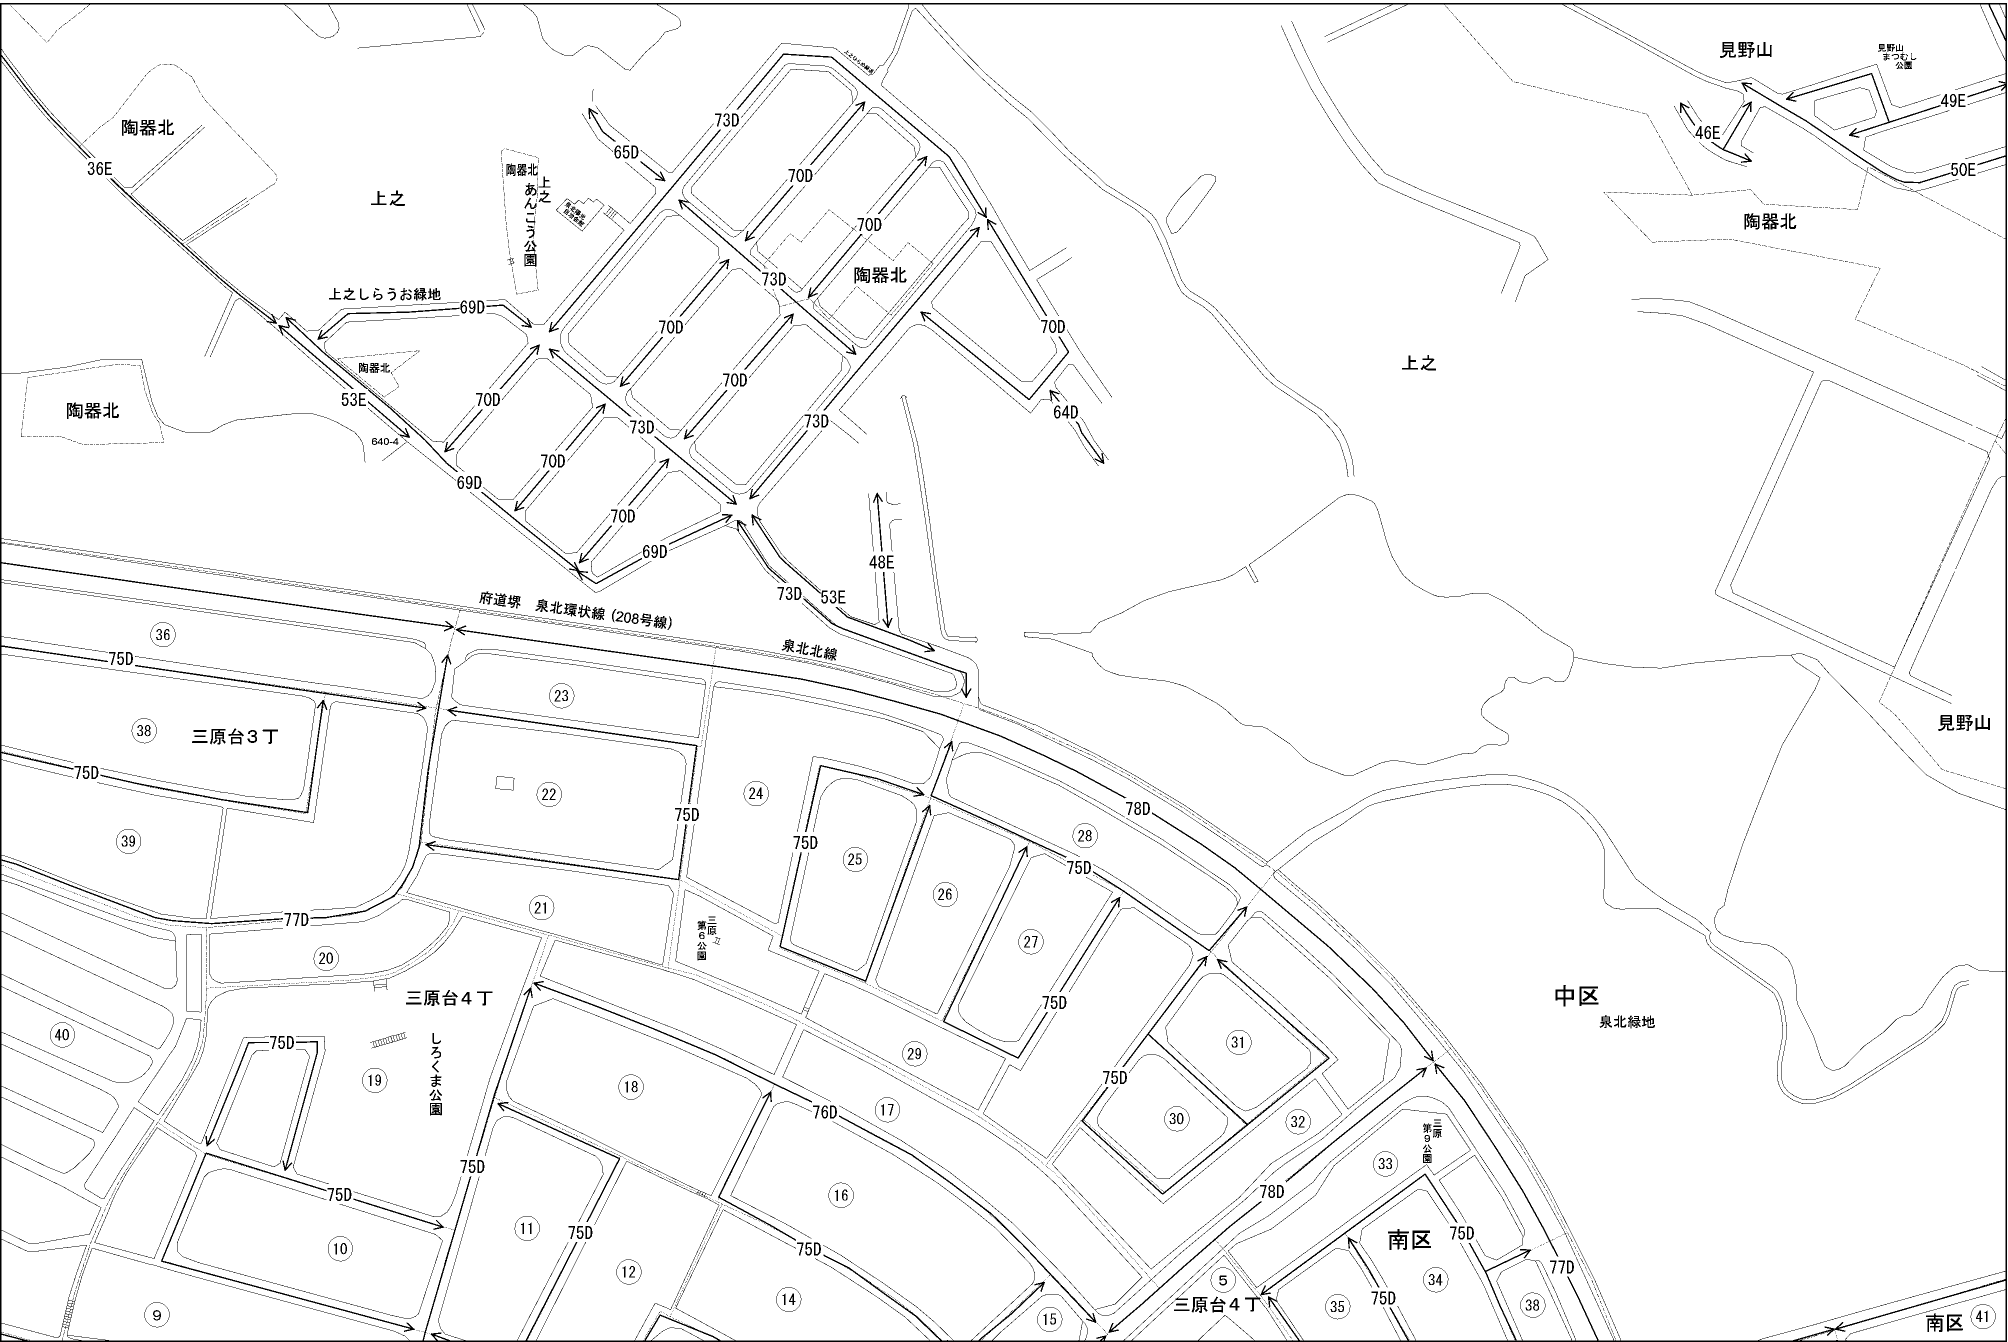 見野山
見野山
まつむし
公園
49E
陶器北
73D
46E
36E
65D
陶器北
上之
50E
70D
上之
あんこう公園
陶器北
70D
陶器北
73D
上之しらうお緑地
69D
70D
70D
上之
陶器北
70D
53E
70D
陶器北
64D
73D
73D
640-4
70D
69D
70D
69D
48E
73D
53E
府道堺 泉北環状線 (208号線)
36
泉北北線
75D
23
見野山
38
三原台3丁
75D
22
24
78D
75D
28
39
75D
25
75D
26
77D
21
三原
第6公園
27
20
三原台4丁
75D
中区
泉北緑地
40
75D
しろくま公園
31
29
19
18
75D
17
76D
30
32
三原
第9公園
33
75D
75D
78D
16
11
75D
75D
南区
10
75D
77D
12
5
34
14
三原台4丁
35
75D
38
9
15
南区
41